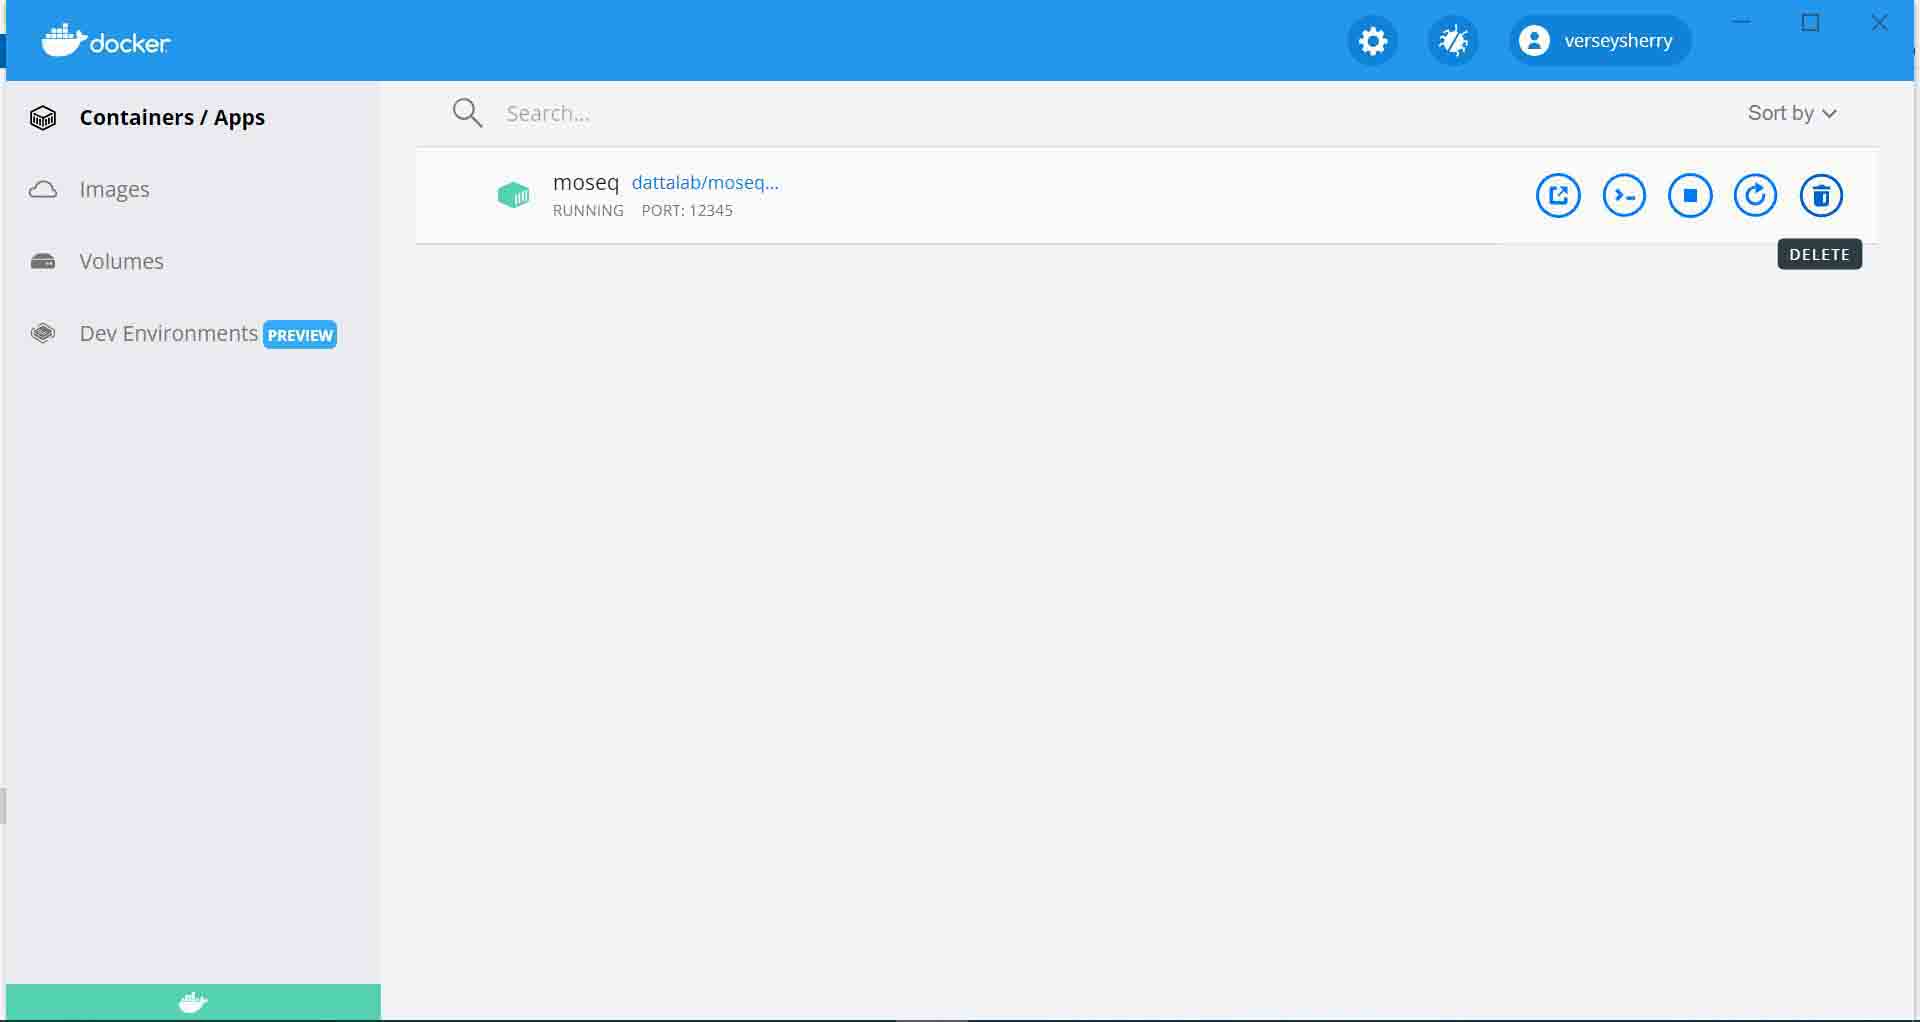 docker
verseysherry
Containers / Apps
Images
Volumes
Dev Environments PREVIEW
Search...
Sort by
moseq dattalab/moseq...
RUNNING PORT: 12345
DELETE